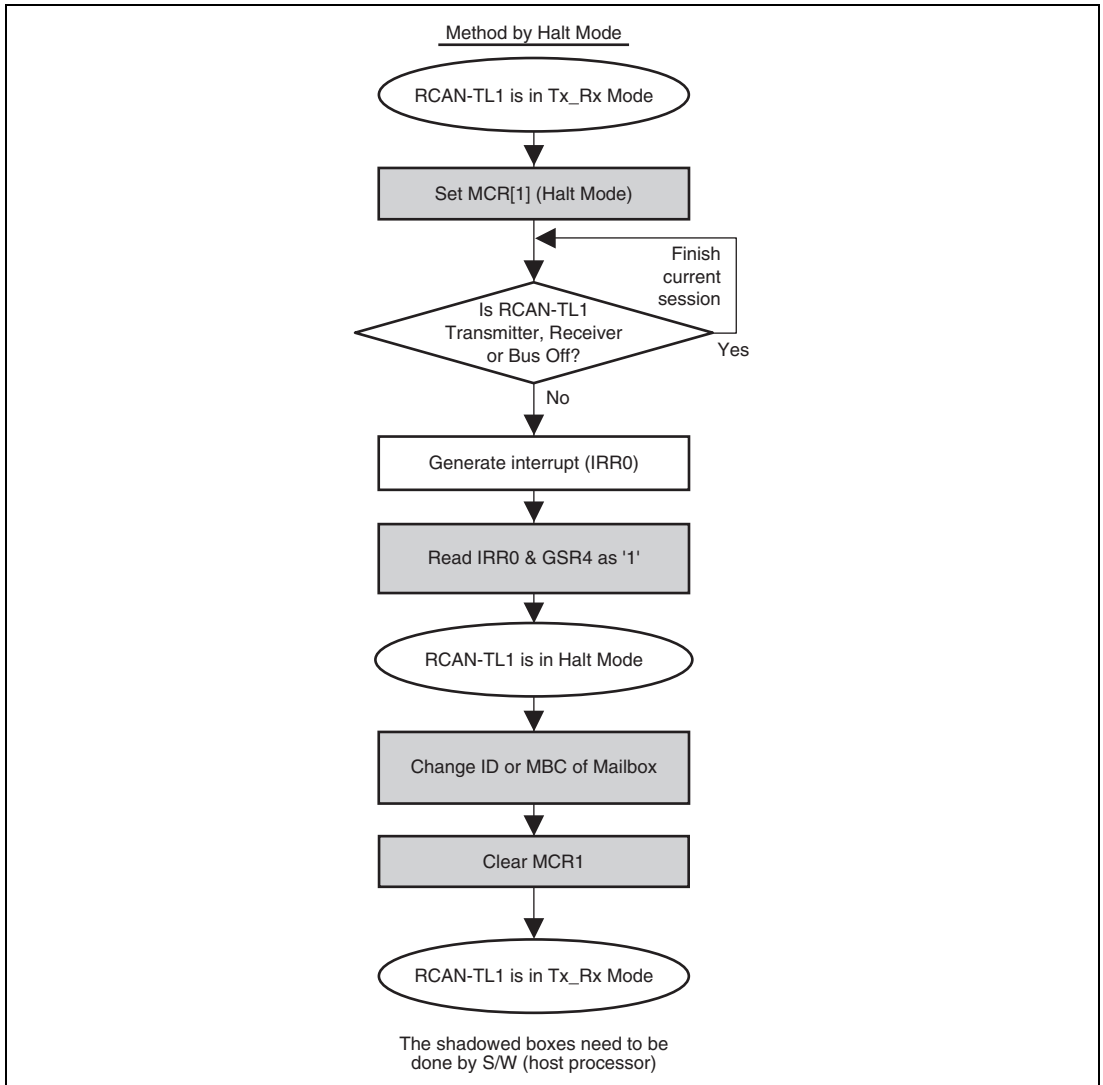 Method by Halt Mode
RCAN-TL1 is in Tx_Rx Mode
Set MCR[1] (Halt Mode)
Finish
current
session
Is RCAN-TL1
Transmitter, Receiver
or Bus Off?
Yes
No
Generate interrupt (IRR0)
Read IRR0 & GSR4 as '1'
RCAN-TL1 is in Halt Mode
Change ID or MBC of Mailbox
Clear MCR1
RCAN-TL1 is in Tx_Rx Mode
The shadowed boxes need to be
done by S/W (host processor)